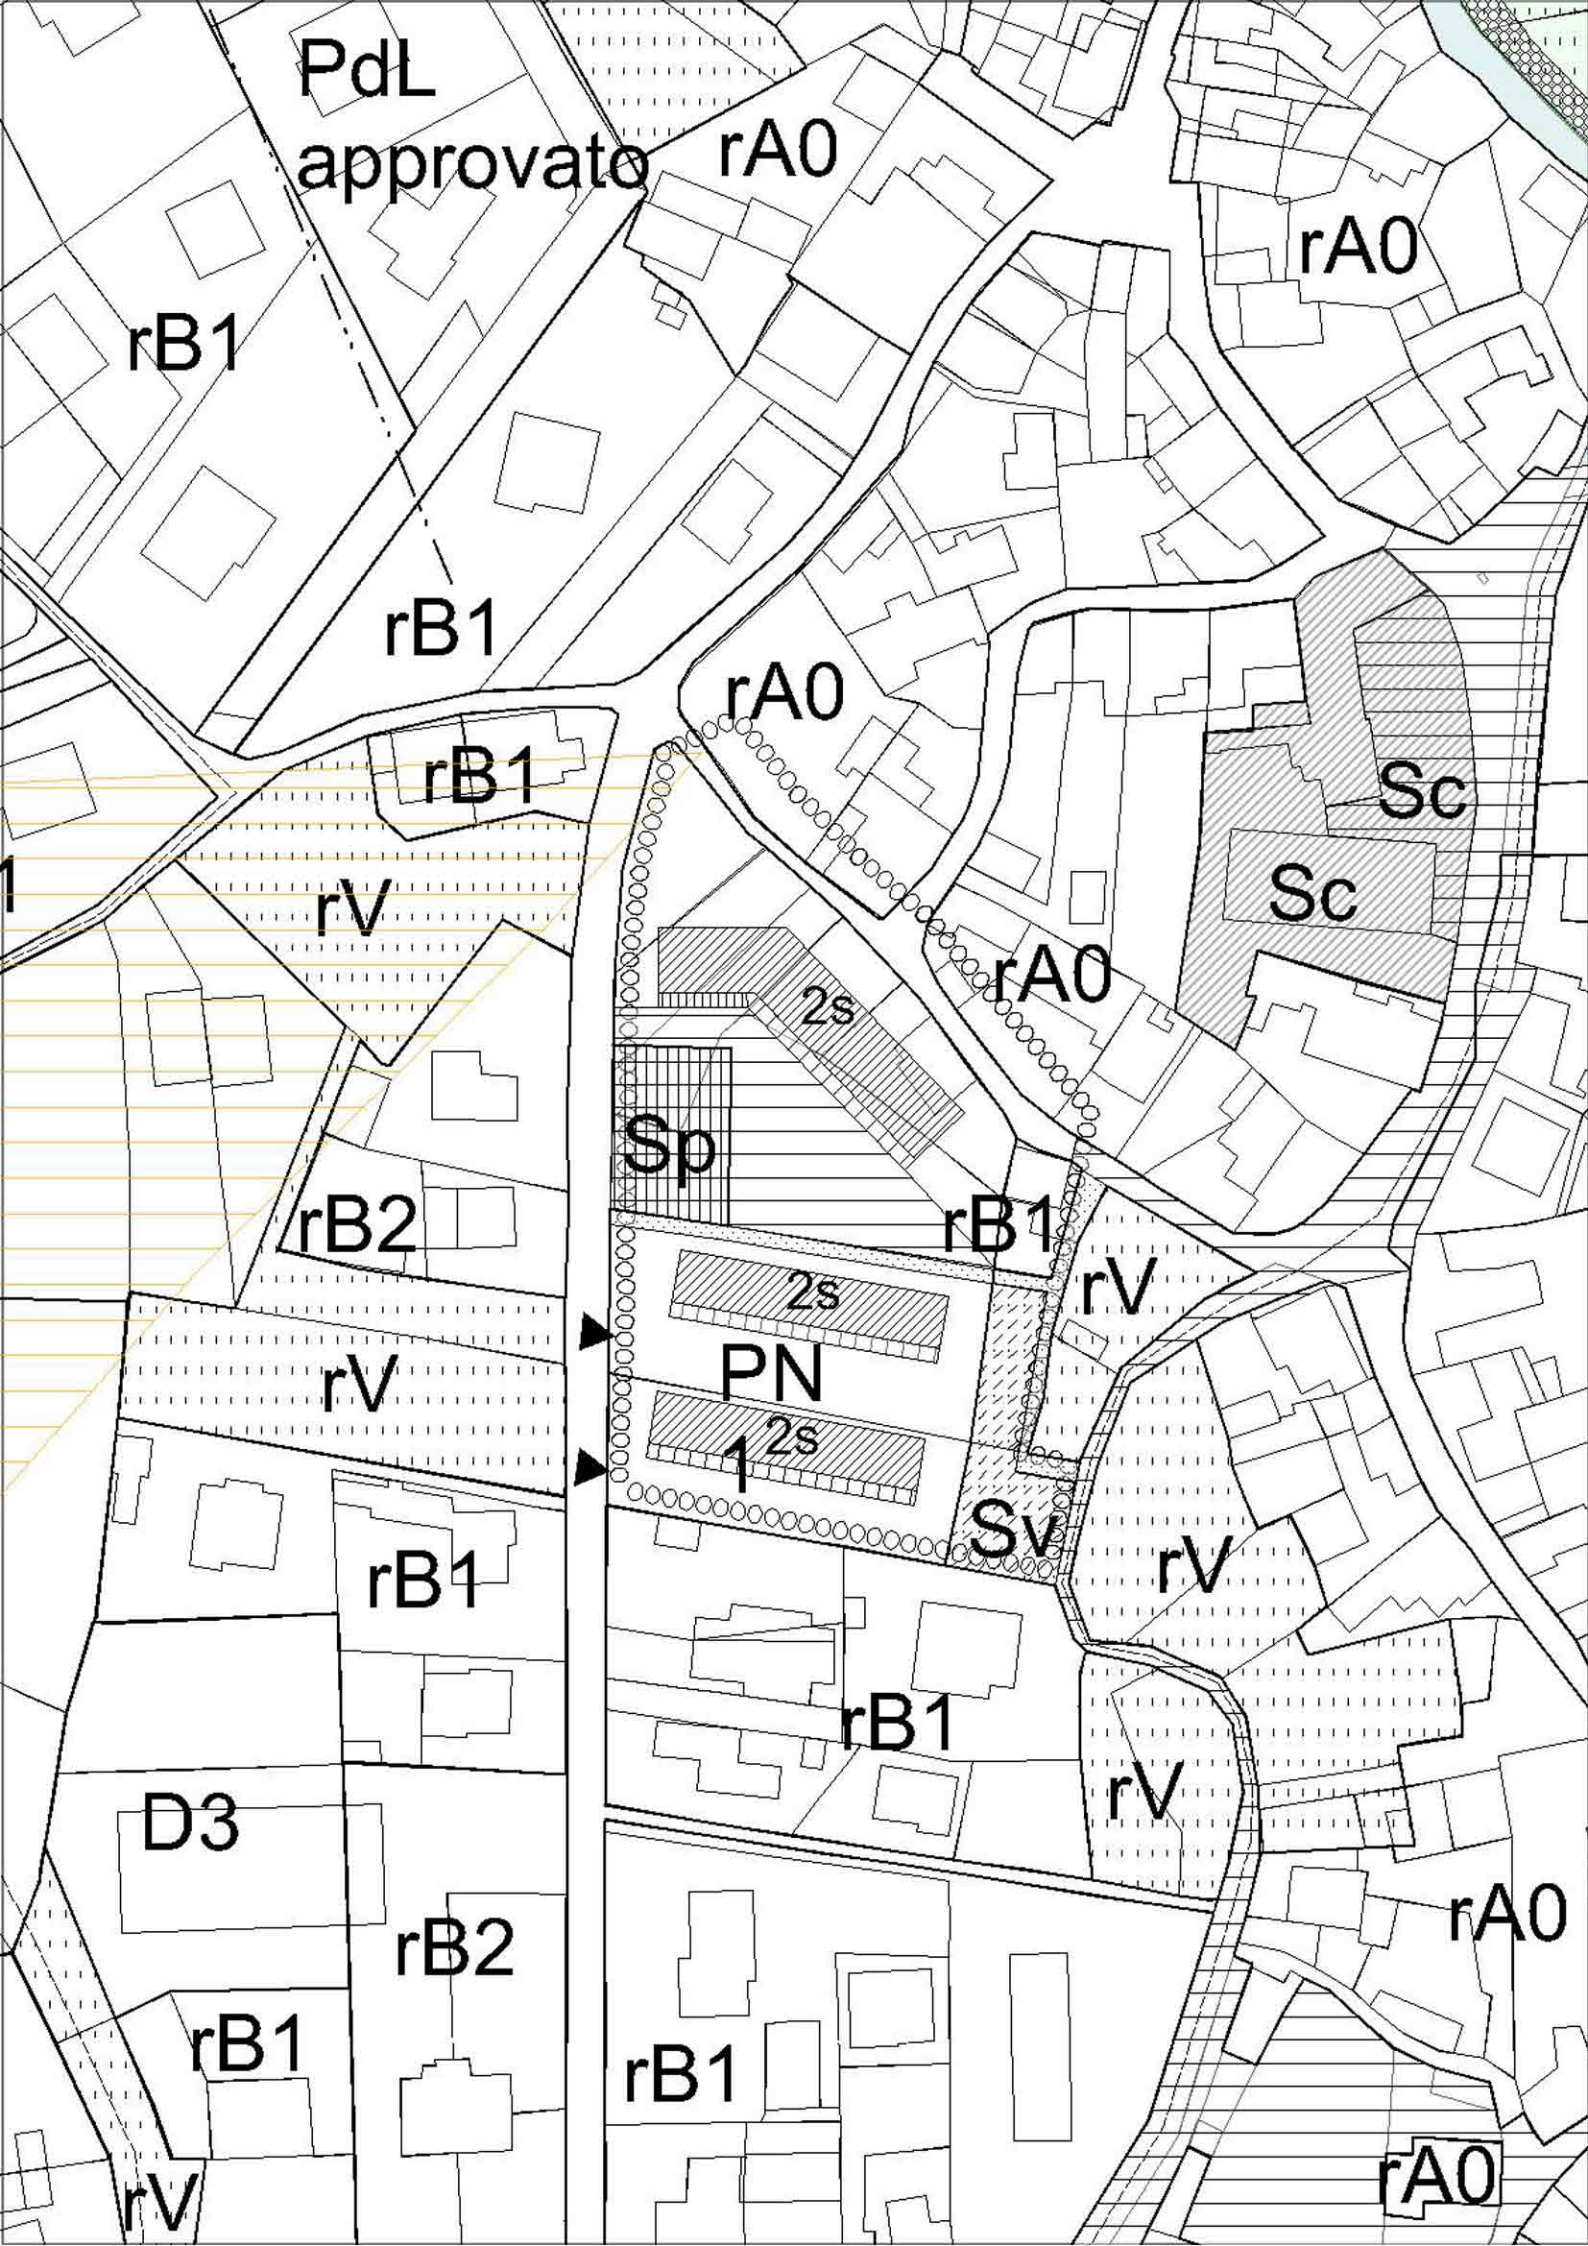 PdL
approvato
rA0
rA0
rB1
rB1
rA0
rB1
Sc
1
rV
Sc
rA0
2s
Sp
rB2
rB1
rV
2s
PN
rV
2s
1
Sv
rV
rB1
rB1
rV
D3
rA0
rB2
rB1
rB1
rA0
rV